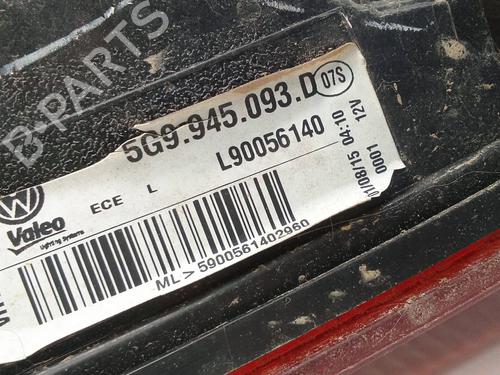 B-PARTS
5G9.945.093.D
07S
L90056140
ECE L
VW
Valeo
Lighting Systems
ML>5900561402960
01/08/15 04:10
0001 12V